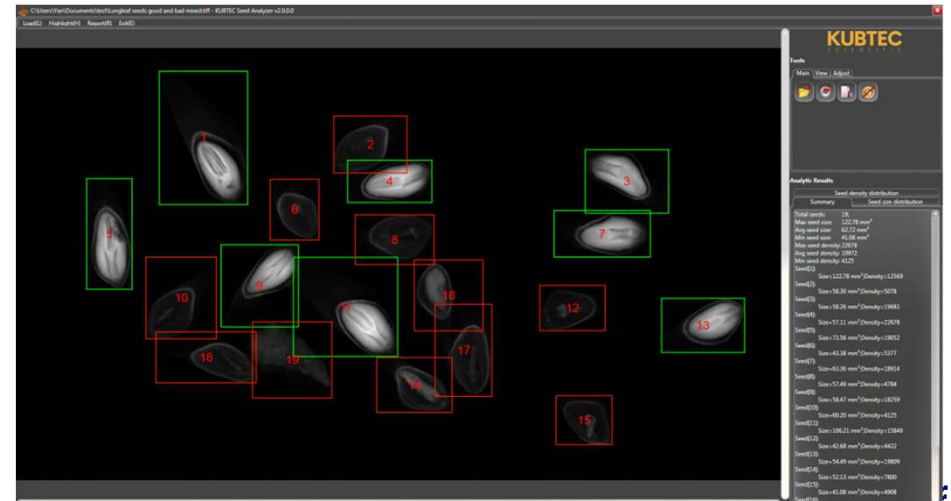 C:\Users\Yan\Documents\test\Longleaf seeds good and bad mixed.tiff - KUBTEC Seed Analyzer v2.0.0.0
Load(L) Highlight(H) Report(R) Exit(E)
KUBTEC
SCIENTIFIC
Tools
Main View Adjust
1
2
3
4
5
6
7
8
9
10
11
12
13
14
15
16
17
18
19
Analytic Results
Seed density distribution
Summary Seed size distribution
Total seeds: 19;
Max seed size: 122.78 mm²
Avg seed size: 62.72 mm²
Min seed size: 41.08 mm²
Max seed density: 22678
Avg seed density: 10972
Min seed density: 4125
Seed[1]:
Size=122.78 mm²;Density=12569
Seed[2]:
Size=58.30 mm²;Density=5078
Seed[3]:
Size=58.26 mm²;Density=19683
Seed[4]:
Size=57.11 mm²;Density=22678
Seed[5]:
Size=73.56 mm²;Density=19052
Seed[6]:
Size=43.38 mm²;Density=5377
Seed[7]:
Size=63.36 mm²;Density=18914
Seed[8]:
Size=57.49 mm²;Density=4784
Seed[9]:
Size=58.47 mm²;Density=18259
Seed[10]:
Size=60.20 mm²;Density=4125
Seed[11]:
Size=106.21 mm²;Density=15849
Seed[12]:
Size=42.68 mm²;Density=4422
Seed[13]:
Size=54.49 mm²;Density=19809
Seed[14]:
Size=52.13 mm²;Density=7800
Seed[15]:
Size=41.08 mm²;Density=4908
Seed[16]: